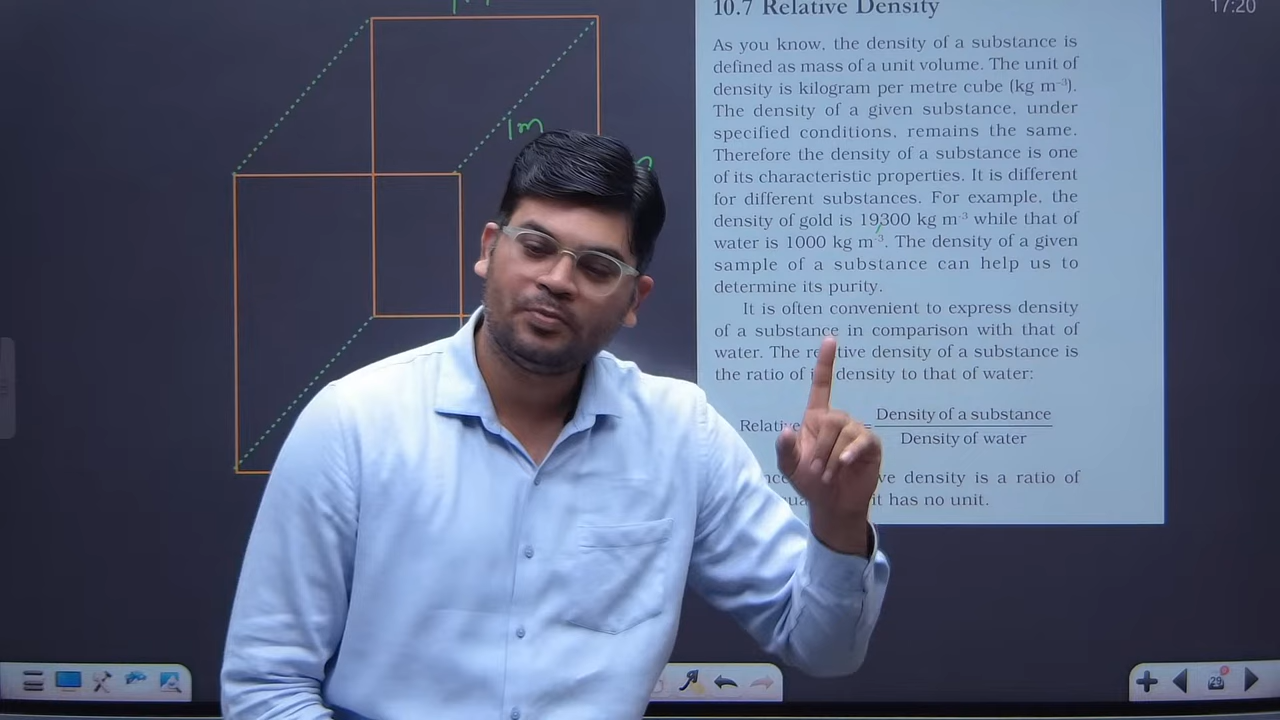 17:20
10.7 Relative Density
As you know, the density of a substance is
defined as mass of a unit volume. The unit of
density is kilogram per metre cube (kg m⁻³).
The density of a given substance, under
specified conditions, remains the same.
Therefore the density of a substance is one
of its characteristic properties. It is different
for different substances. For example, the
density of gold is 19300 kg m⁻³ while that of
water is 1000 kg m⁻³. The density of a given
sample of a substance can help us to
determine its purity.
It is often convenient to express density
of a substance in comparison with that of
water. The density of a substance is
the ratio of density to that of water:
= Density of a substance
Density of water
density is a ratio of
it has no unit.
1m
29